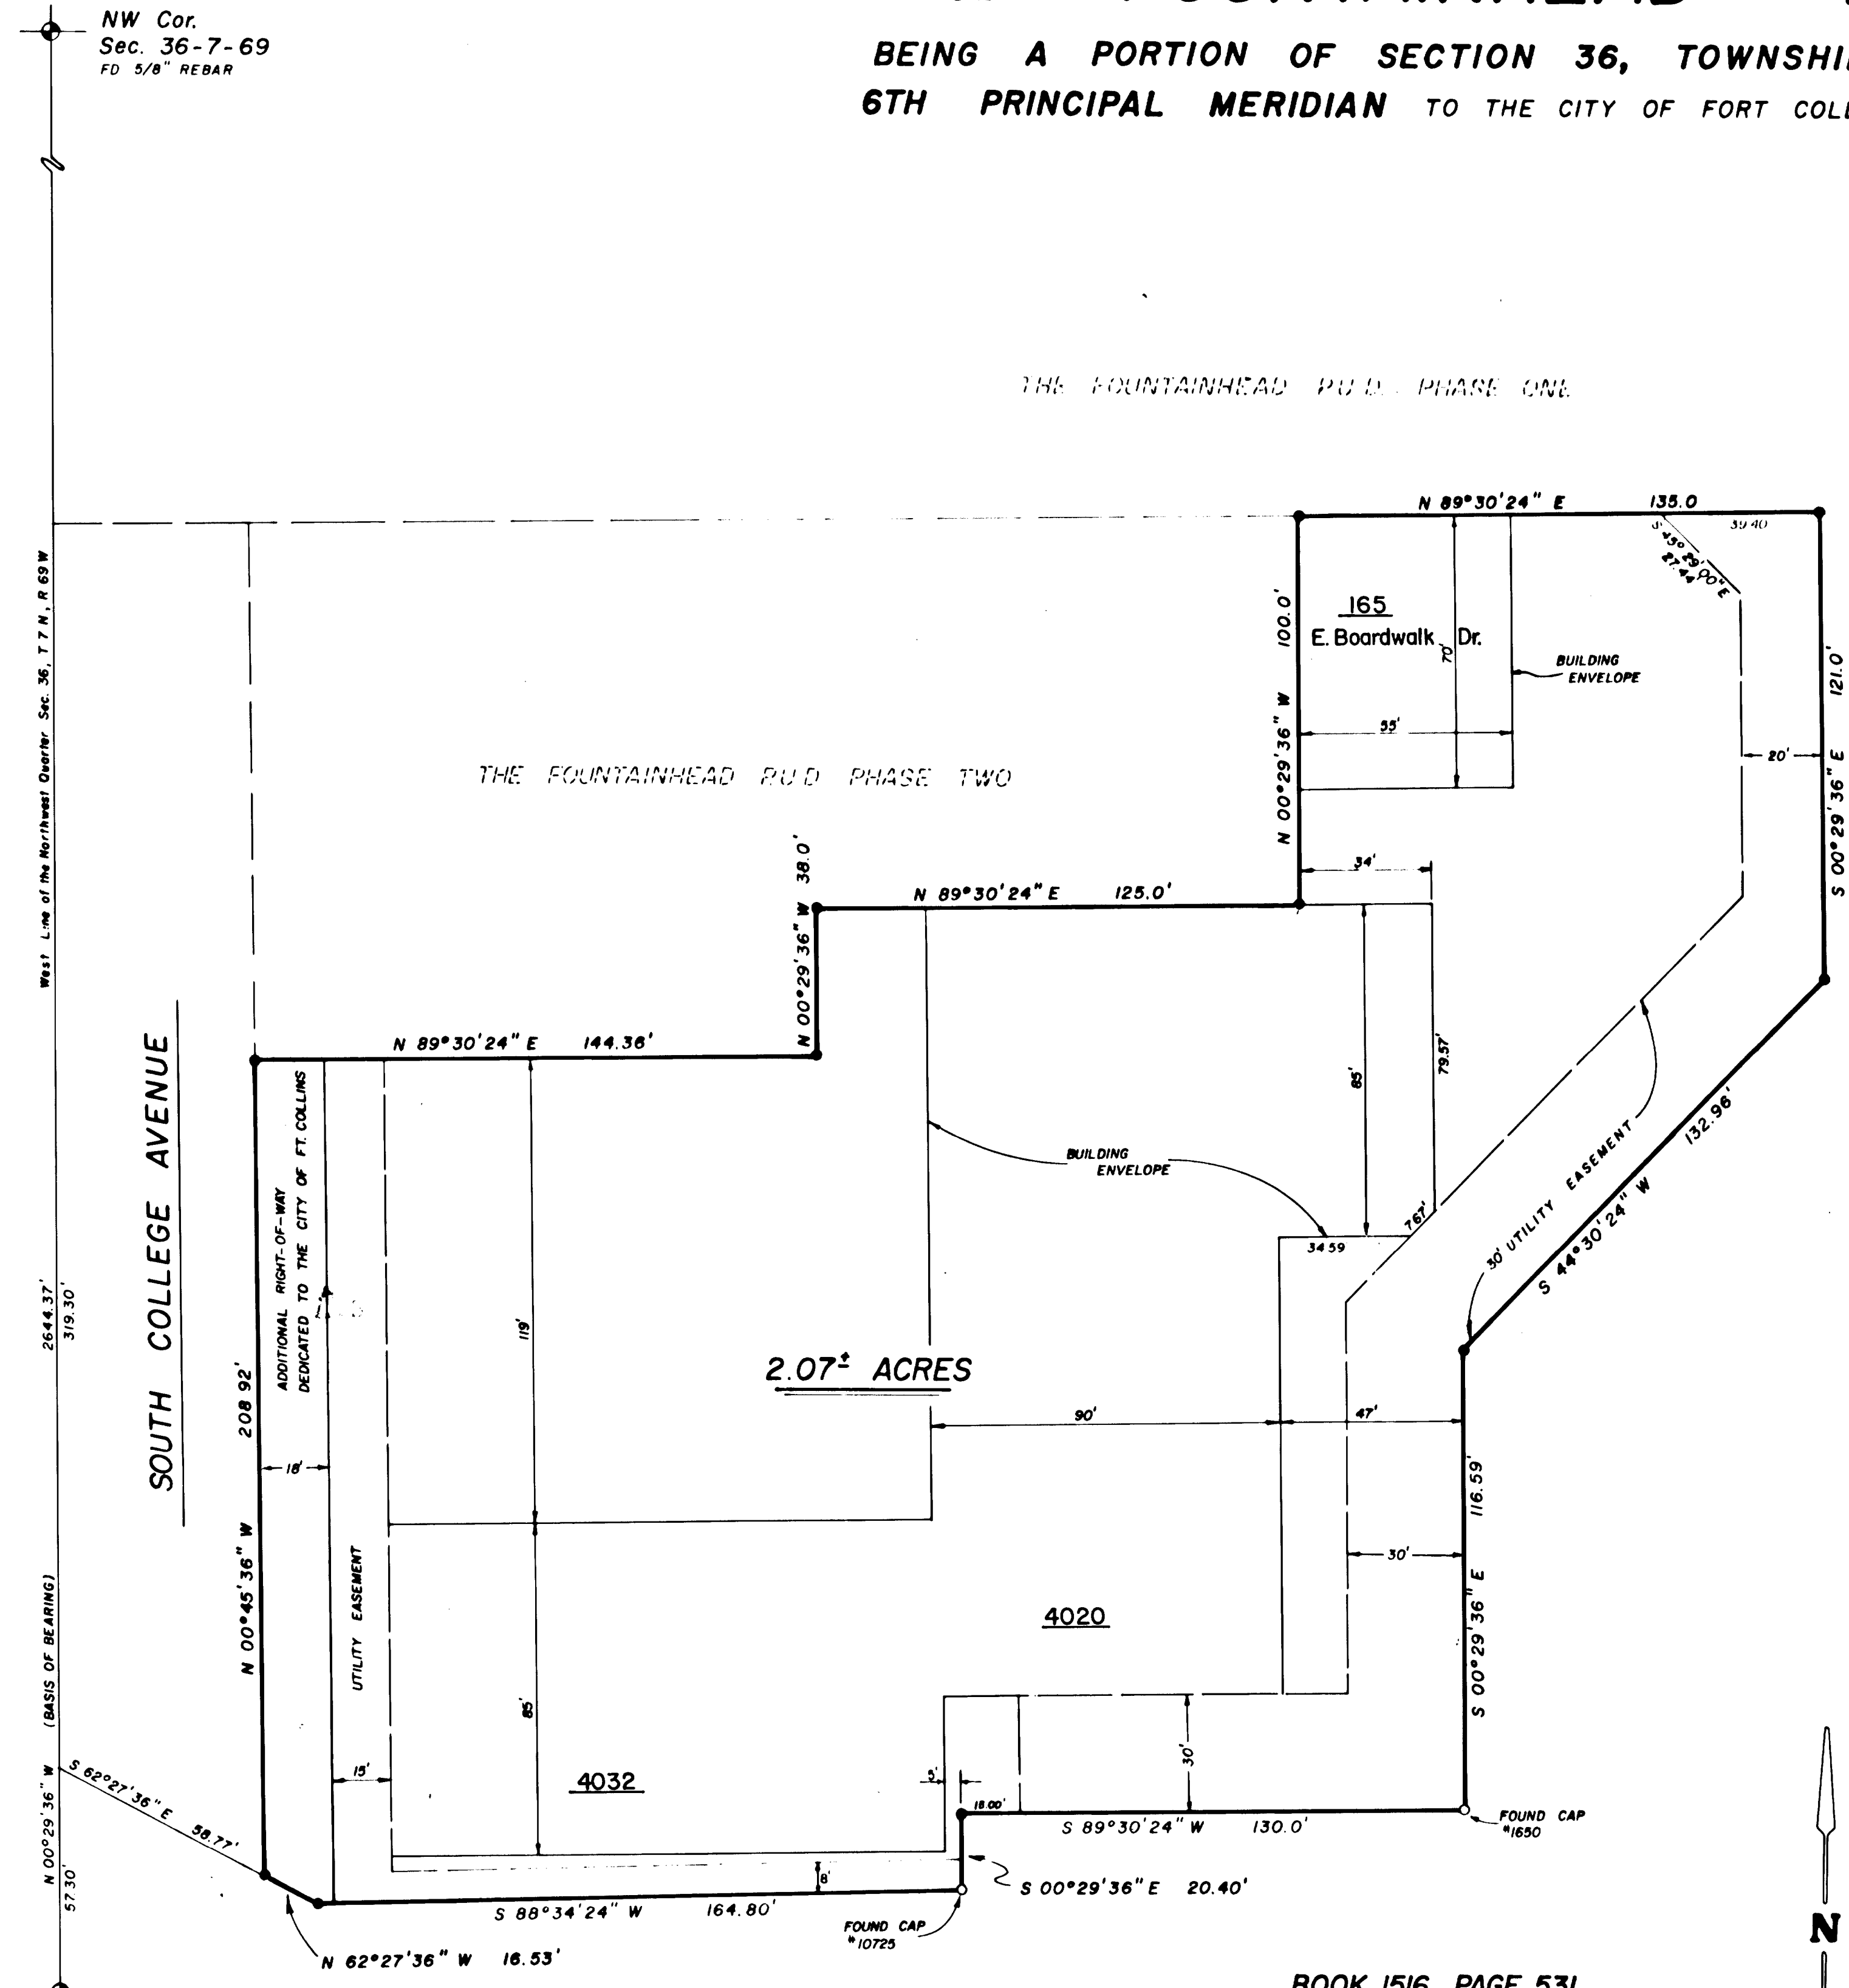 NW Cor.
Sec. 36-7-69
FD 5/8" REBAR
BEING A PORTION OF SECTION 36,
6TH PRINCIPAL MERIDIAN TO THE CITY OF FORT
THE FOUNTAINHEAD P.U.D. PHASE ONE
N 89°30'24" E 135.0
39.40
45° 29'00" E
27.44
West Line of the Northwest Quarter Sec. 36, T 7 N, R 69 W
165
E. Boardwalk Dr.
N 00°29'36" W 100.0'
70'
BUILDING
ENVELOPE
55'
20'
S 00°29'36" E 121.0'
THE FOUNTAINHEAD P.U.D PHASE TWO
34'
N 00°29'36" W 38.0'
N 89°30'24" E 125.0'
N 89°30'24" E 144.36'
SOUTH COLLEGE AVENUE
ADDITIONAL RIGHT-OF-WAY
DEDICATED TO THE CITY OF FT. COLLINS
85'
79.57'
BUILDING
ENVELOPE
132.96'
S 44°30'24" W
30' UTILITY EASEMENT
7.67'
34.59
2644.37'
319.30'
119'
2.07± ACRES
N 00°45'36" W 208.92'
90'
47'
18'
116.59'
S 00°29'36" E
30'
UTILITY EASEMENT
4020
N 00°29'36" W (BASIS OF BEARING)
85'
30'
S 62°27'36" E
58.77'
15'
4032
5'
18.00'
S 89°30'24" W 130.0'
FOUND CAP
#1650
57.30'
8'
S 00°29'36" E 20.40'
S 88°34'24" W 164.80'
FOUND CAP
#10725
N 62°27'36" W 16.53'
N
BOOK 1516 PAGE 531